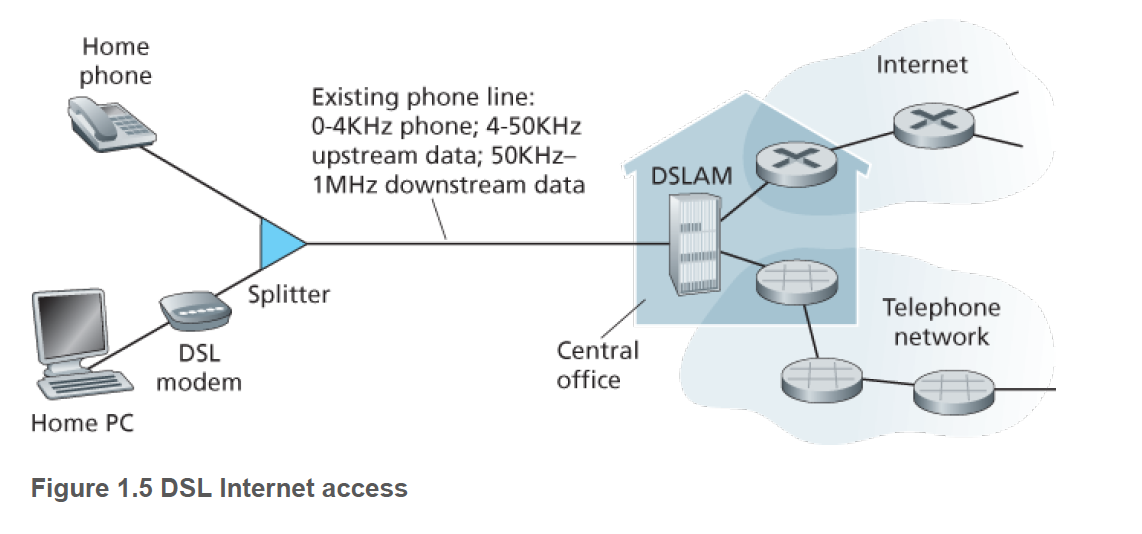 Home
phone
Existing phone line:
0-4KHz phone; 4-50KHz
upstream data; 50KHz–
1MHz downstream data
Internet
DSLAM
Splitter
DSL
modem
Home PC
Central
office
Telephone
network
Figure 1.5 DSL Internet access